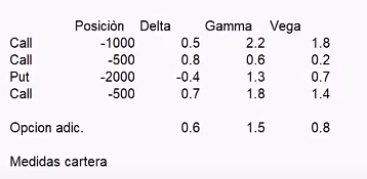 Posiciòn Delta Gamma Vega
Call -1000 0.5 2.2 1.8
Call -500 0.8 0.6 0.2
Put -2000 -0.4 1.3 0.7
Call -500 0.7 1.8 1.4
Opcion adic. 0.6 1.5 0.8
Medidas cartera